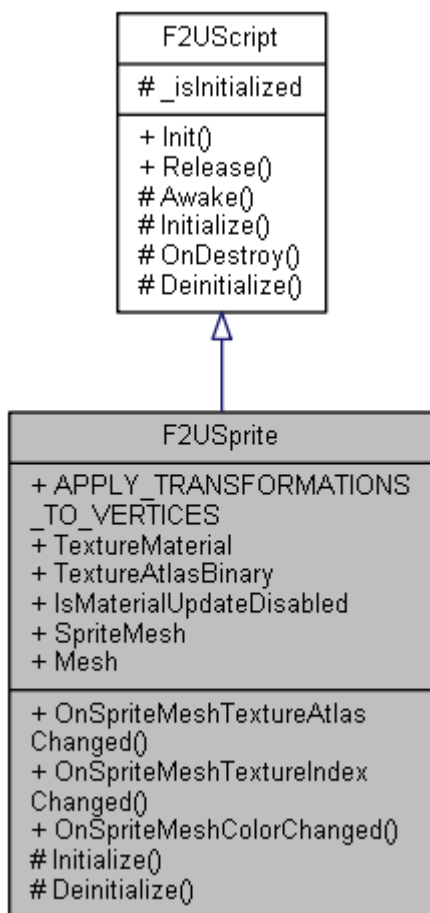 F2UScript
# _isInitialized
+ Init()
+ Release()
# Awake()
# Initialize()
# OnDestroy()
# Deinitialize()
F2USprite
+ APPLY_TRANSFORMATIONS
_TO_VERTICES
+ TextureMaterial
+ TextureAtlasBinary
+ IsMaterialUpdateDisabled
+ SpriteMesh
+ Mesh
+ OnSpriteMeshTextureAtlas
Changed()
+ OnSpriteMeshTextureIndex
Changed()
+ OnSpriteMeshColorChanged()
# Initialize()
# Deinitialize()